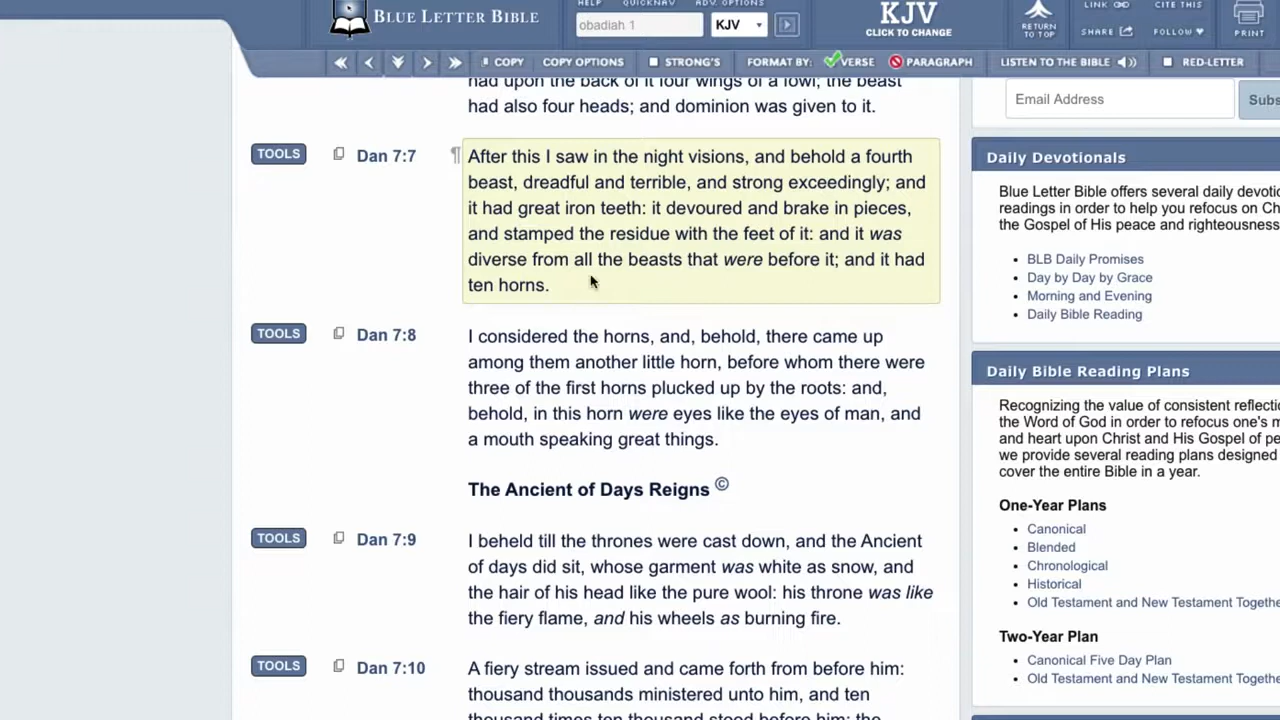 HELP QUICKNAV ADV. OPTIONS
BLUE LETTER BIBLE
obadiah 1
KJV
KJV
CLICK TO CHANGE
RETURN
TO TOP
LINK
CITE THIS
SHARE
FOLLOW
PRINT
COPY
COPY OPTIONS
STRONG'S
FORMAT BY:
VERSE
PARAGRAPH
LISTEN TO THE BIBLE
RED-LETTER
had upon the back of it four wings of a fowl; the beast
had also four heads; and dominion was given to it.
TOOLS
Dan 7:7
¶ After this I saw in the night visions, and behold a fourth
beast, dreadful and terrible, and strong exceedingly; and
it had great iron teeth: it devoured and brake in pieces,
and stamped the residue with the feet of it: and it was
diverse from all the beasts that were before it; and it had
ten horns.
TOOLS
Dan 7:8
I considered the horns, and, behold, there came up
among them another little horn, before whom there were
three of the first horns plucked up by the roots: and,
behold, in this horn were eyes like the eyes of man, and
a mouth speaking great things.
The Ancient of Days Reigns ©
TOOLS
Dan 7:9
I beheld till the thrones were cast down, and the Ancient
of days did sit, whose garment was white as snow, and
the hair of his head like the pure wool: his throne was like
the fiery flame, and his wheels as burning fire.
TOOLS
Dan 7:10
A fiery stream issued and came forth from before him:
thousand thousands ministered unto him, and ten
thousand times ten thousand stood before him: the
Email Address
Subs
Daily Devotionals
Blue Letter Bible offers several daily devoti
readings in order to help you refocus on Ch
the Gospel of His peace and righteousness
BLB Daily Promises
Day by Day by Grace
Morning and Evening
Daily Bible Reading
Daily Bible Reading Plans
Recognizing the value of consistent reflecti
the Word of God in order to refocus one's m
and heart upon Christ and His Gospel of pe
we provide several reading plans designed
cover the entire Bible in a year.
One-Year Plans
Canonical
Blended
Chronological
Historical
Old Testament and New Testament Togethe
Two-Year Plan
Canonical Five Day Plan
Old Testament and New Testament Togethe